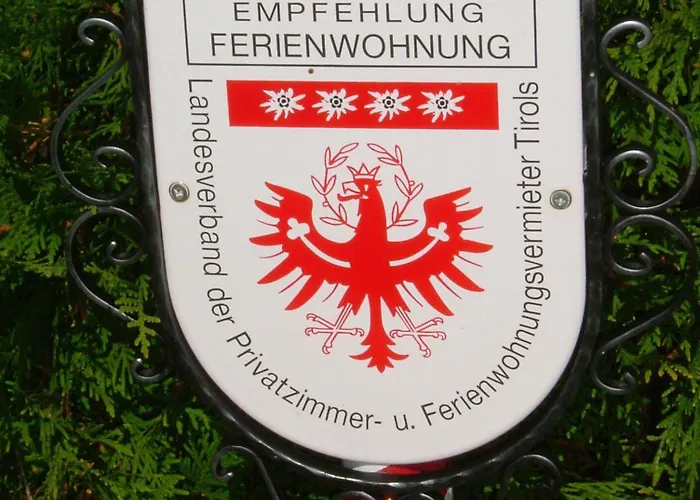 EMPFEHLUNG
FERIENWOHNUNG
Landesverband der Privatzimmer- u. Ferienwohnungsvermieter Tirols